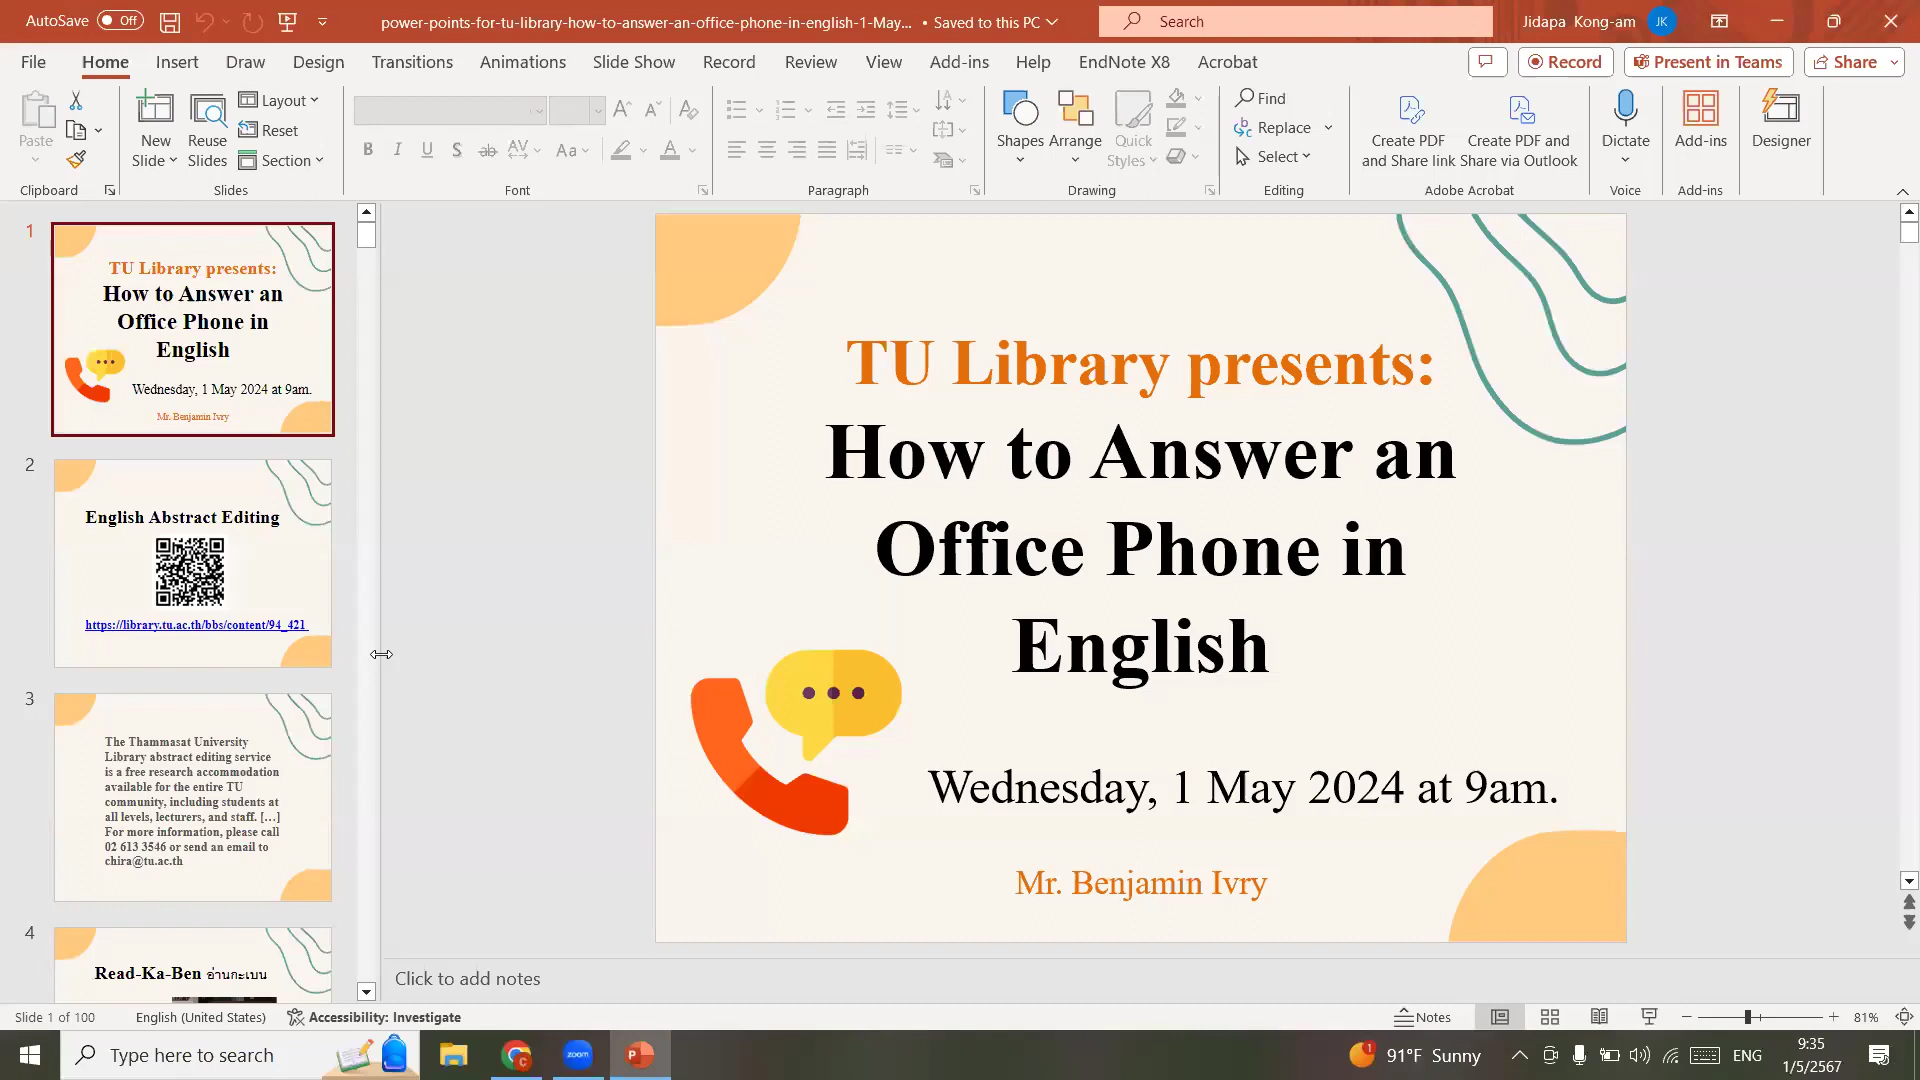 AutoSave Off
power-points-for-tu-library-how-to-answer-an-office-phone-in-english-1-May... • Saved to this PC
Search
Jidapa Kong-am JK
File Home Insert Draw Design Transitions Animations Slide Show Record Review View Add-ins Help EndNote X8 Acrobat
Record
Present in Teams
Share
Paste
Clipboard
New
Slide
Reuse
Slides
Layout
Reset
Section
Slides
B I U S ab AV Aa A
Font
Paragraph
Shapes
Arrange
Quick
Styles
Drawing
Find
Replace
Select
Editing
Create PDF
and Share link
Create PDF and
Share via Outlook
Adobe Acrobat
Dictate
Voice
Add-ins
Add-ins
Designer
1
TU Library presents:
How to Answer an
Office Phone in
English
Wednesday, 1 May 2024 at 9am.
Mr. Benjamin Ivry
2
English Abstract Editing
https://library.tu.ac.th/bbs/content/94_421
3
The Thammasat University
Library abstract editing service
is a free research accommodation
available for the entire TU
community, including students at
all levels, lecturers, and staff. [...]
For more information, please call
02 613 3546 or send an email to
chira@tu.ac.th
4
Read-Ka-Ben อ่านกะเบน
TU Library presents:
How to Answer an
Office Phone in
English
Wednesday, 1 May 2024 at 9am.
Mr. Benjamin Ivry
Click to add notes
Slide 1 of 100
English (United States)
Accessibility: Investigate
Notes
81%
Type here to search
zoom
91°F Sunny
ENG
9:35
1/5/2567